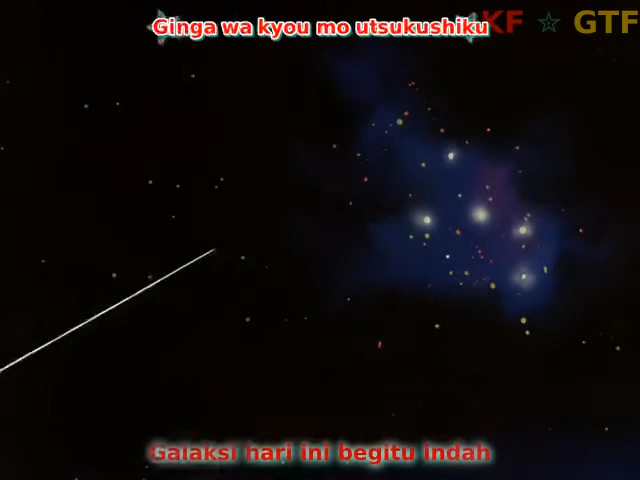 Ginga wa kyou mo utsukushiku
KF ☆ GTF
Galaksi hari ini begitu indah